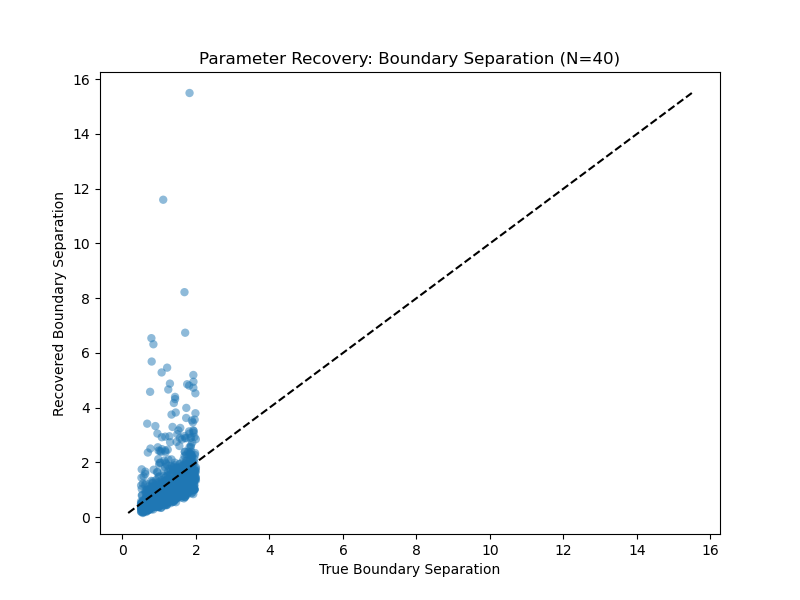 Parameter Recovery: Boundary Separation (N=40)
Recovered Boundary Separation
16
14
12
10
8
6
4
2
0
0 2 4 6 8 10 12 14 16
True Boundary Separation